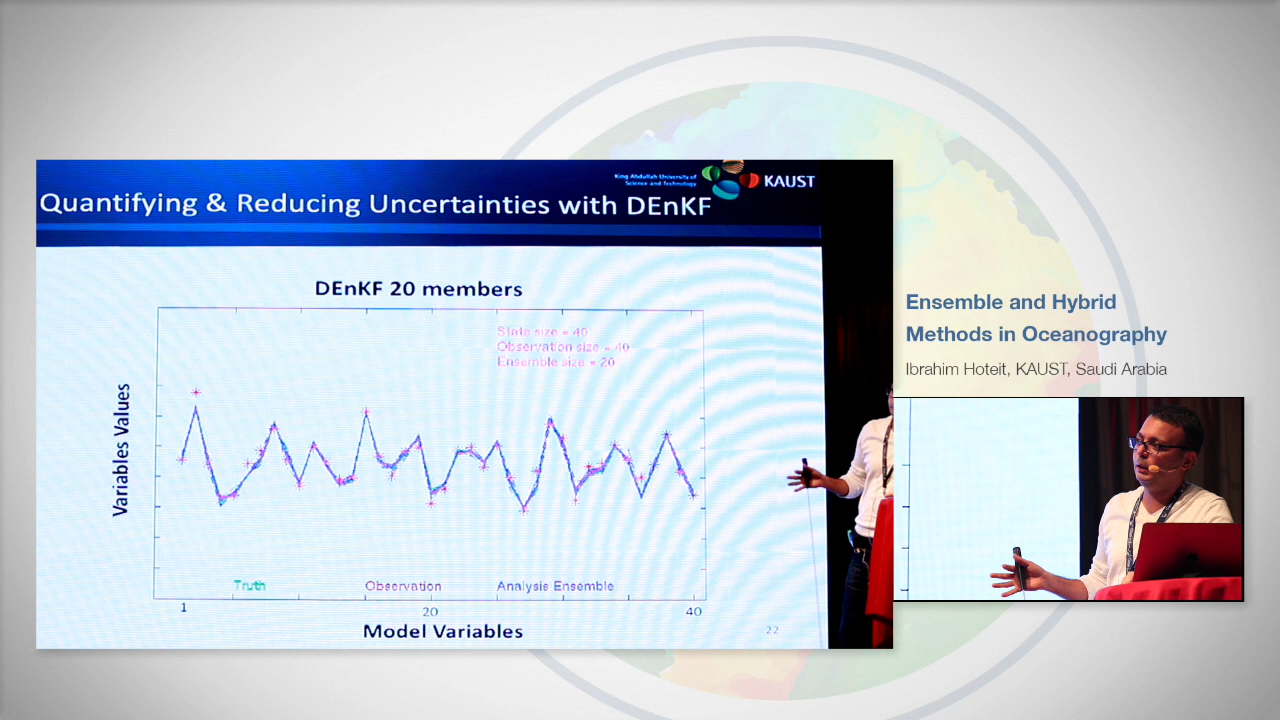 King Abdullah University of
Science and Technology
KAUST
Quantifying & Reducing Uncertainties with DEnKF
DEnKF 20 members
State size = 40
Observation size = 40
Ensemble size = 20
Variables Values
Truth
Observation
Analysis Ensemble
1
20
40
Model Variables
22
Ensemble and Hybrid
Methods in Oceanography
Ibrahim Hoteit, KAUST, Saudi Arabia